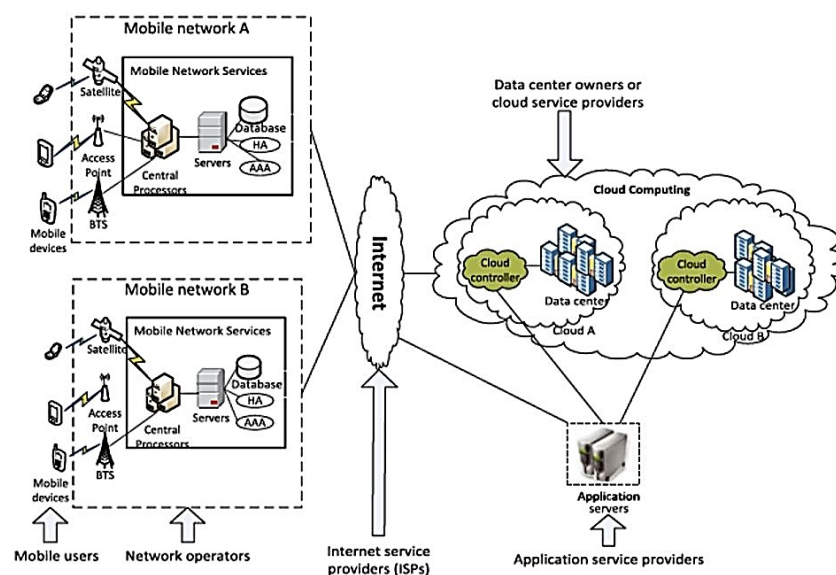 Mobile network A
Mobile Network Services
Satellite
Database
HA
AAA
Access
Point
Central
Processors
Servers
Mobile
devices
BTS
Mobile network B
Mobile Network Services
Satellite
Database
HA
AAA
Access
Point
Central
Processors
Servers
BTS
Mobile
devices
Mobile users
Network operators
Internet
Internet service
providers (ISPs)
Data center owners or
cloud service providers
Cloud Computing
Cloud
controller
Data center
Cloud A
Cloud
controller
Data center
Cloud B
Application
servers
Application service providers